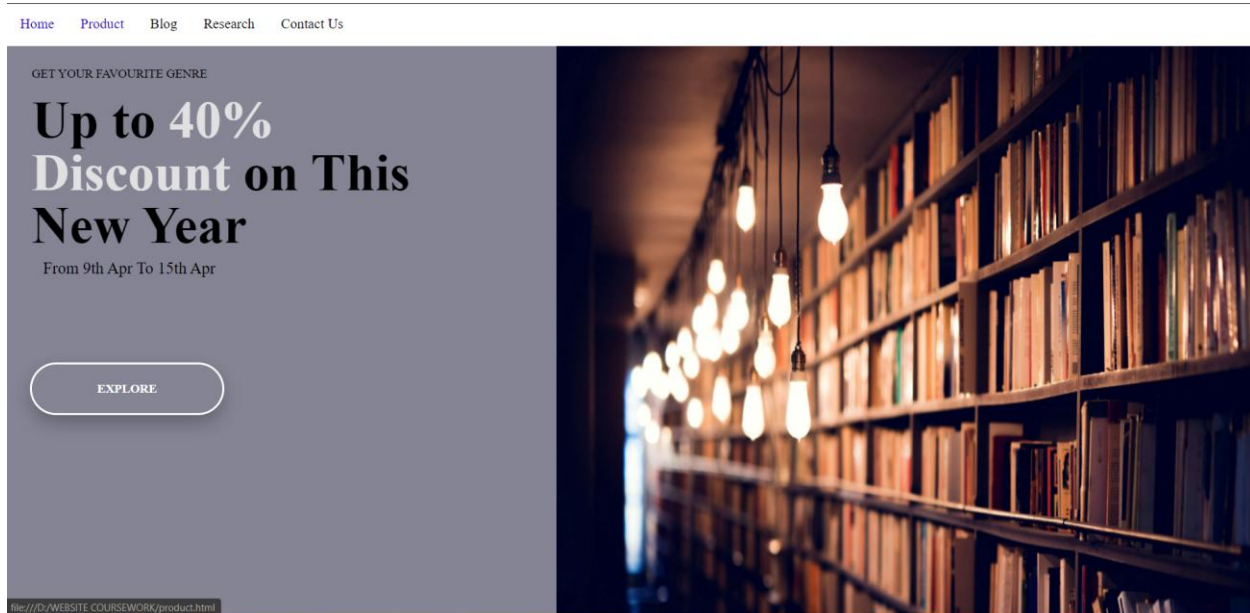 Home Product Blog Research Contact Us
GET YOUR FAVOURITE GENRE
Up to 40%
Discount on This
New Year
From 9th Apr To 15th Apr
EXPLORE
file:///D:/WEBSITE COURSEWORK/product.html